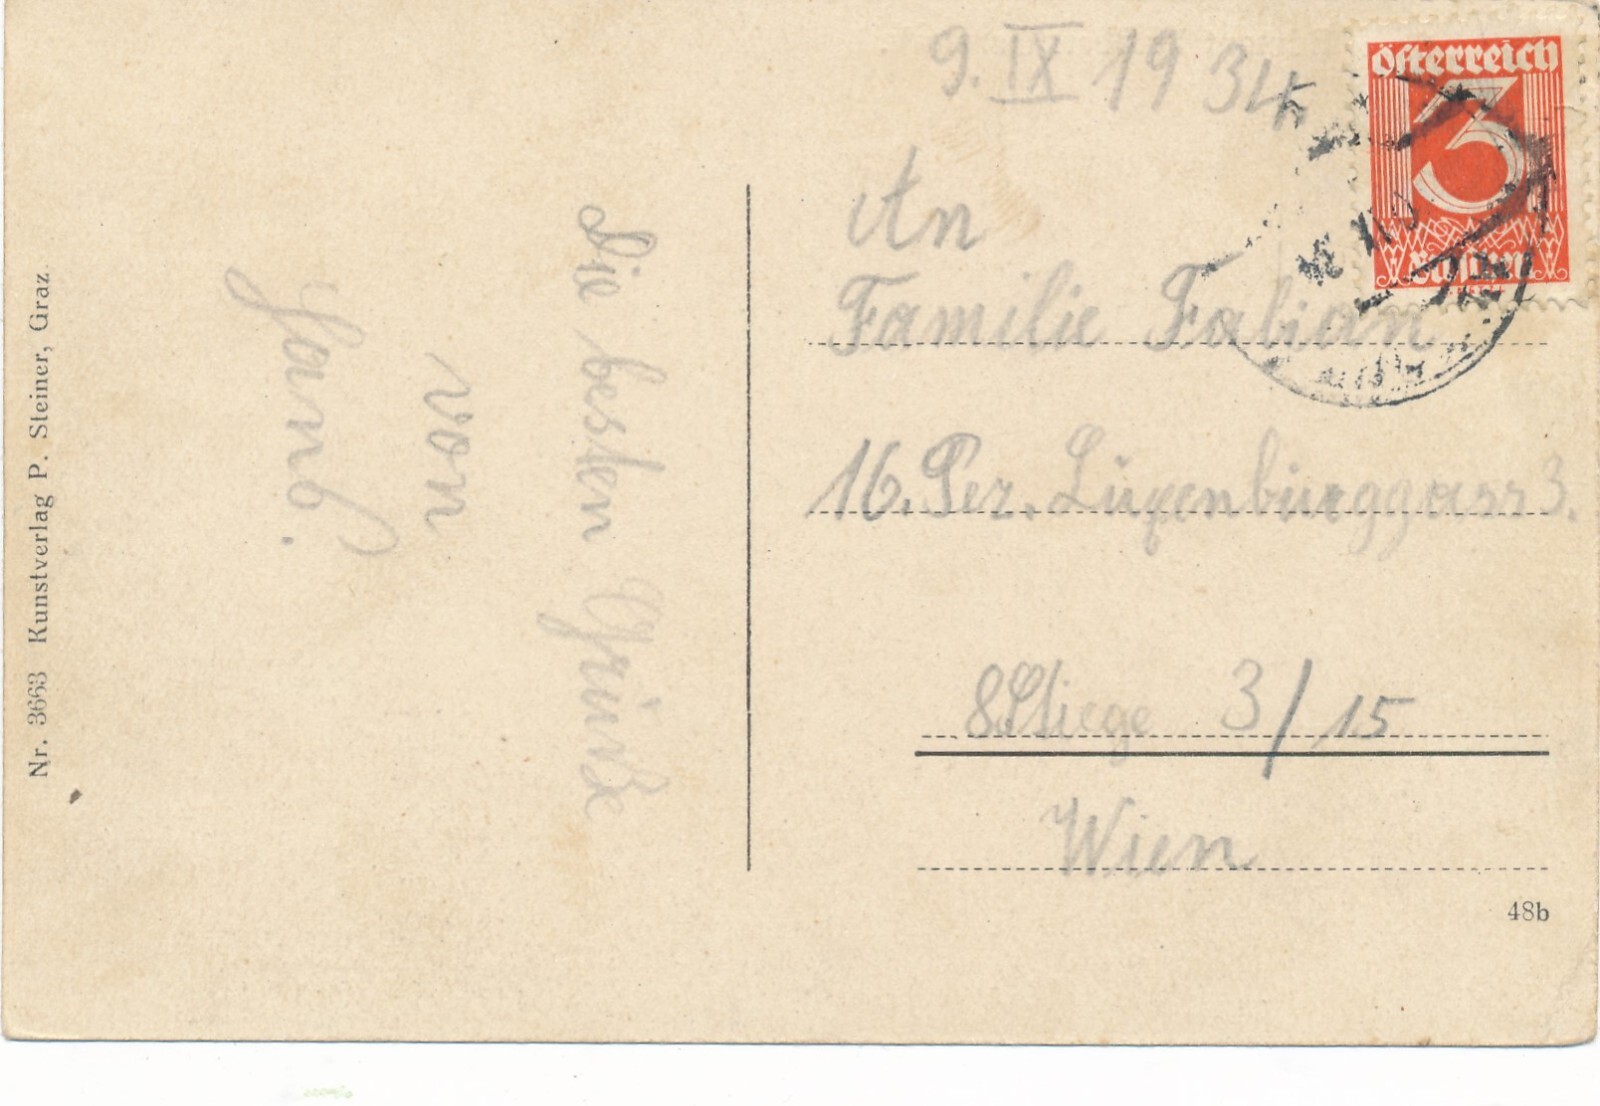 9. IX 1934
Österreich
3
Groschen
An
Familie Fabian
16. Bez. Luxenburggasse 3.
8 Stiege 3/15
Wien
48b
Die besten Grüße
von
Nr. 3663 Kunstverlag P. Steiner, Graz.